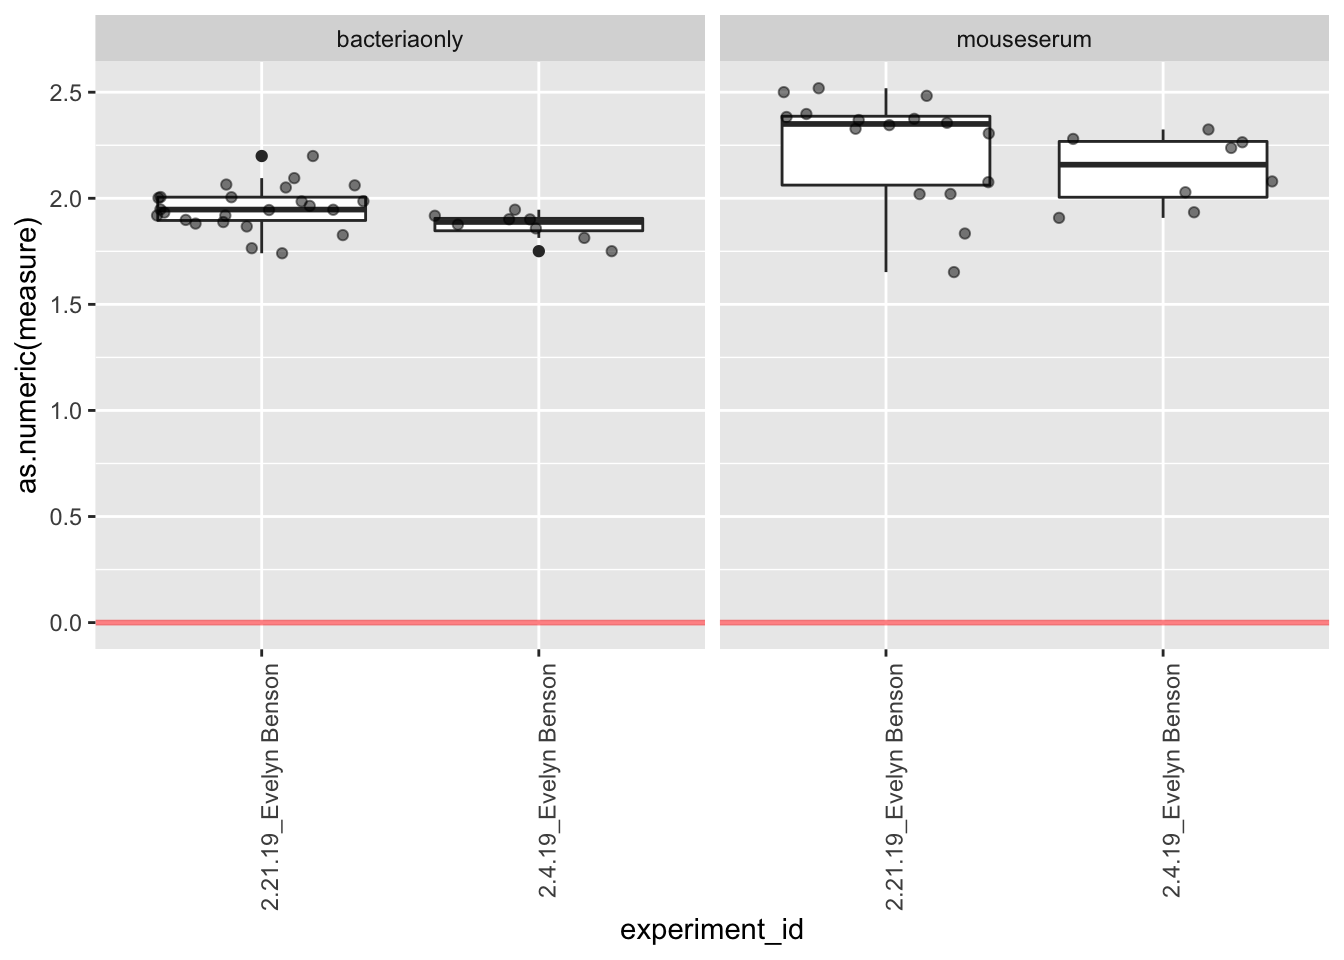 bacteriaonly
mouseserum
2.5
2.0
1.5
1.0
0.5
0.0
as.numeric(measure)
2.21.19_Evelyn Benson
2.4.19_Evelyn Benson
2.21.19_Evelyn Benson
2.4.19_Evelyn Benson
experiment_id